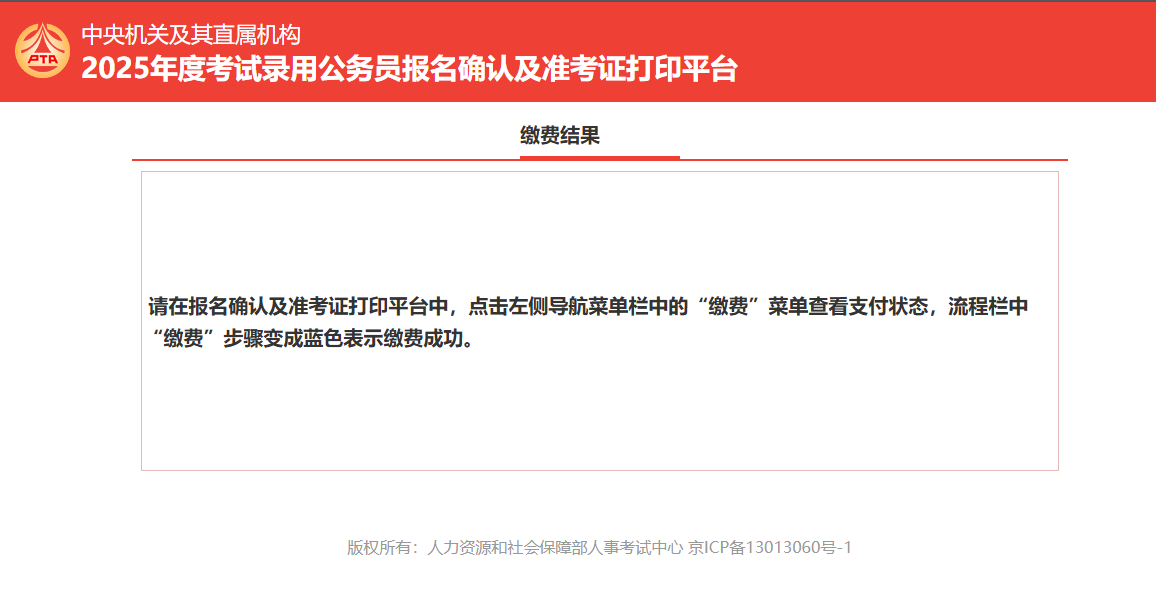 中央机关及其直属机构
PTA
2025年度考试录用公务员报名确认及准考证打印平台
缴费结果
请在报名确认及准考证打印平台中，点击左侧导航菜单栏中的“缴费”菜单查看支付状态，流程栏中
“缴费”步骤变成蓝色表示缴费成功。
版权所有：人力资源和社会保障部人事考试中心 京ICP备13013060号-1